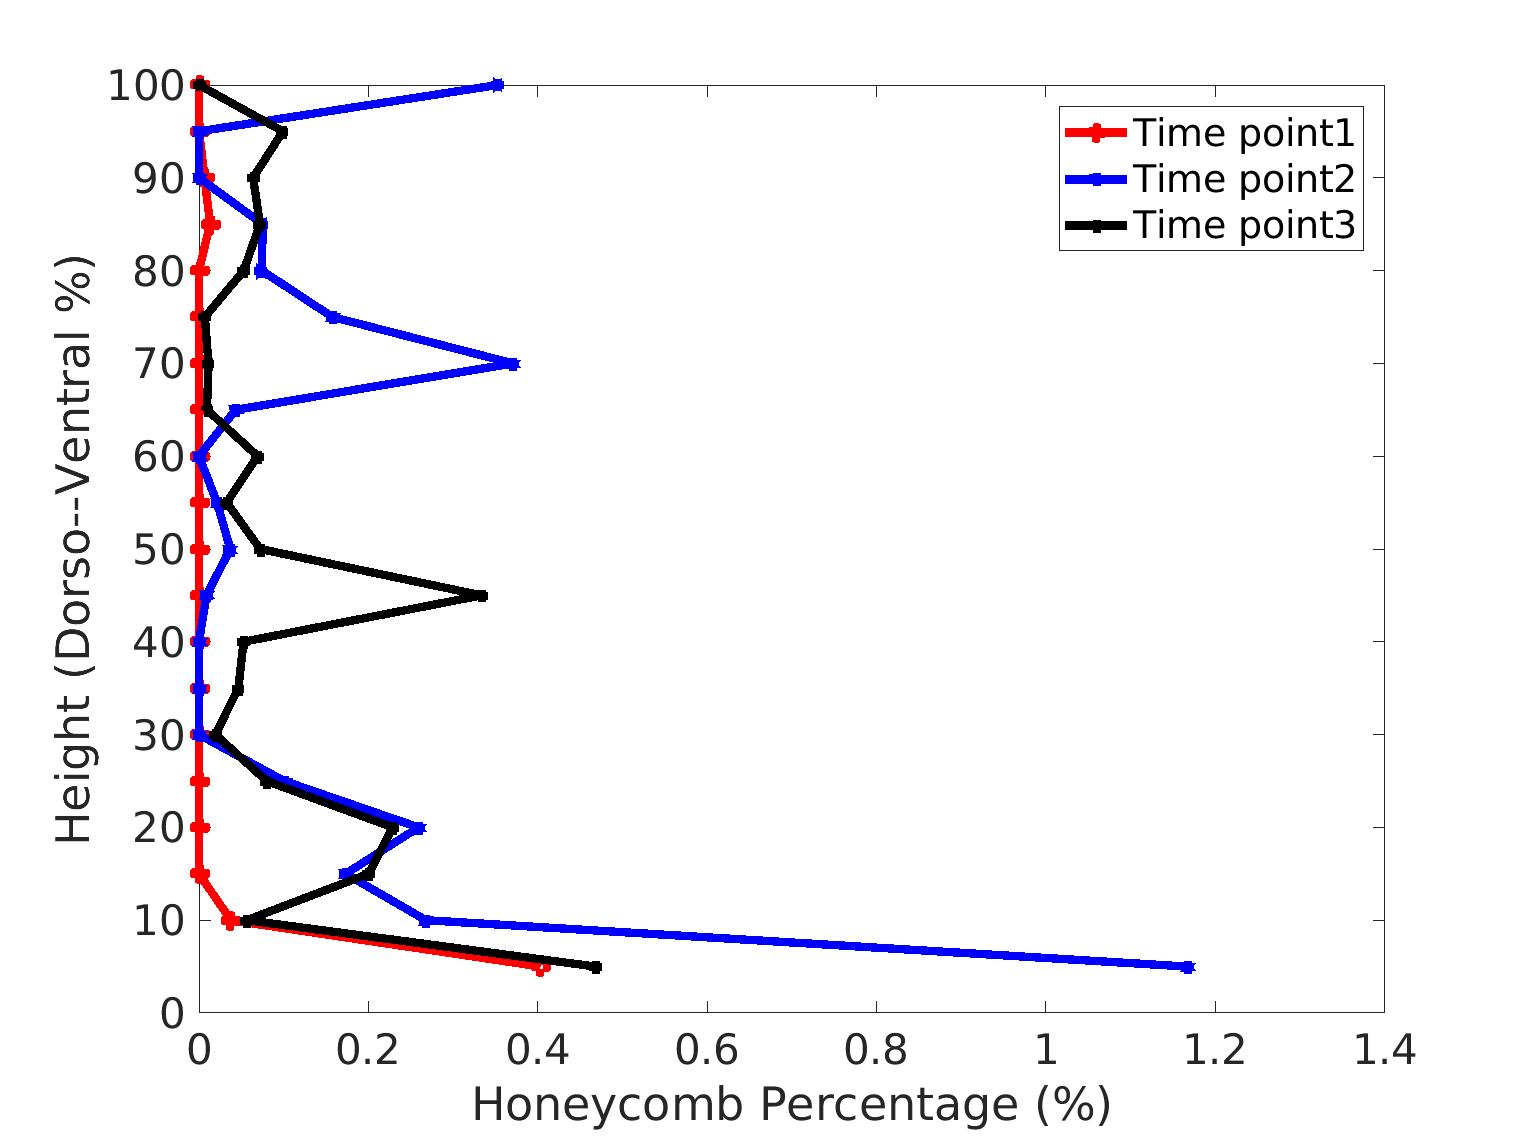 100
90
80
70
60
50
40
30
20
10
0
Height (Dorso--Ventral %)
Time point1
Time point2
Time point3
0 0.2 0.4 0.6 0.8 1 1.2 1.4
Honeycomb Percentage (%)